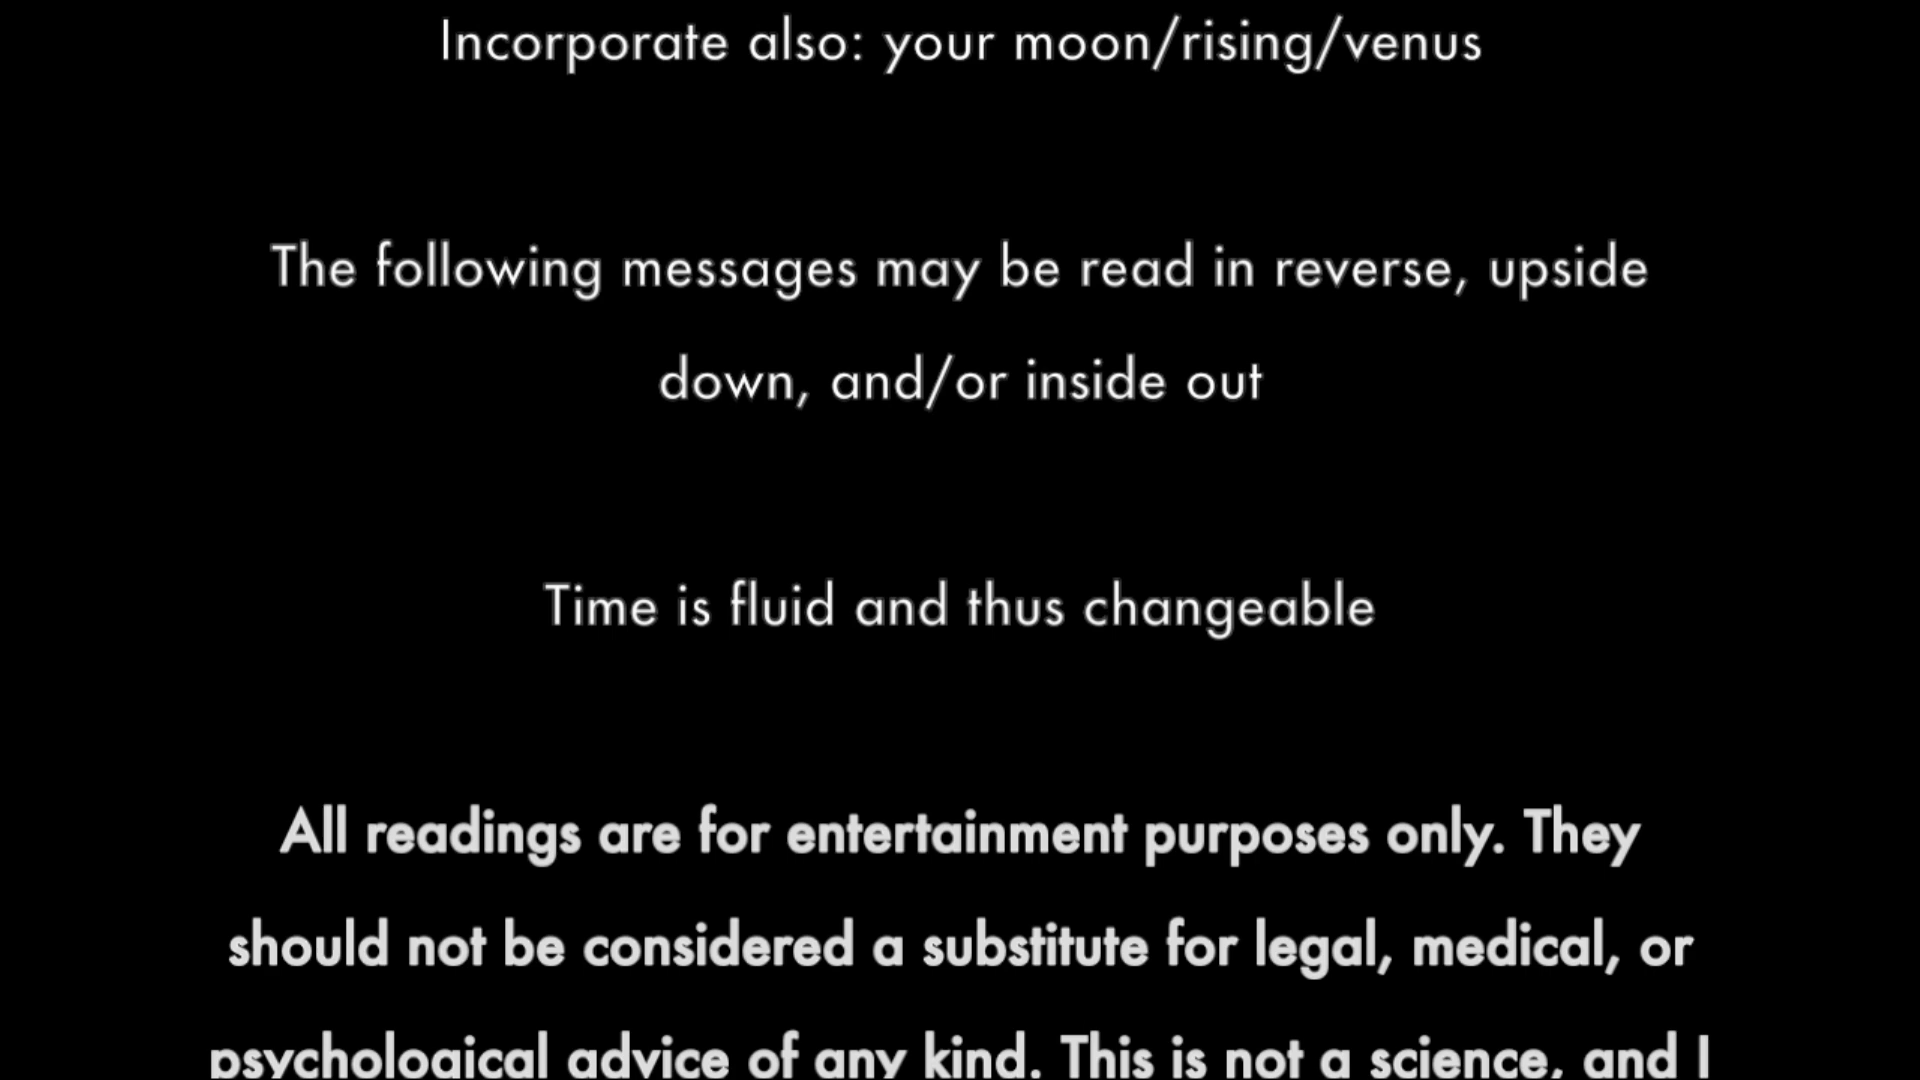 Incorporate also: your moon/rising/venus
The following messages may be read in reverse, upside
down, and/or inside out
Time is fluid and thus changeable
All readings are for entertainment purposes only. They
should not be considered a substitute for legal, medical, or
psychological advice of any kind. This is not a science, and I